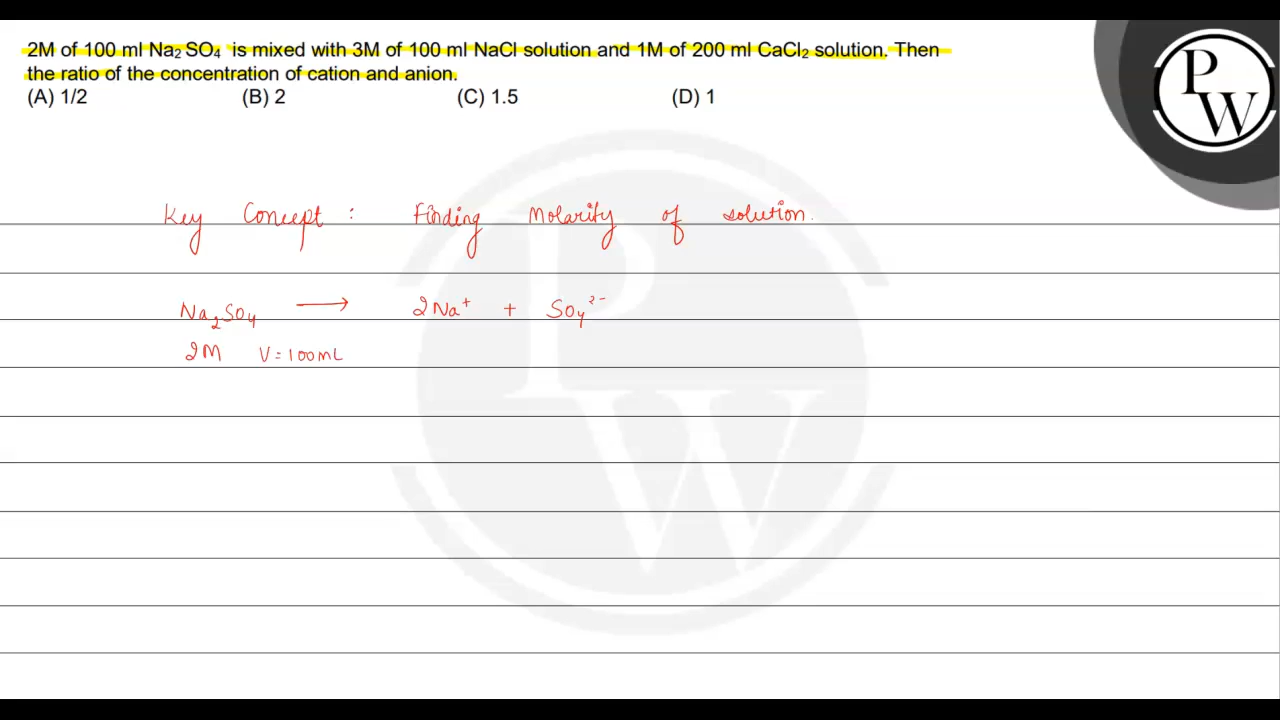 2M of 100 ml Na₂SO₄ is mixed with 3M of 100 ml NaCl solution and 1M of 200 ml CaCl₂ solution. Then
the ratio of the concentration of cation and anion.
(A) 1/2 (B) 2 (C) 1.5 (D) 1
P
W
Key Concept : Finding Molarity of solution.
Na₂SO₄ ⟶ 2Na⁺ + SO₄²⁻
2M V = 100mL
P
W